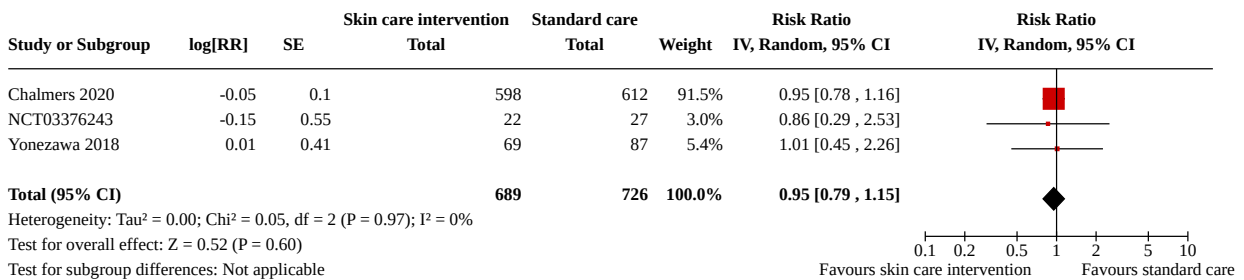 Skin care intervention Standard care Risk Ratio Risk Ratio
Study or Subgroup log[RR] SE Total Total Weight IV, Random, 95% CI IV, Random, 95% CI
Chalmers 2020 -0.05 0.1 598 612 91.5% 0.95 [0.78 , 1.16]
NCT03376243 -0.15 0.55 22 27 3.0% 0.86 [0.29 , 2.53]
Yonezawa 2018 0.01 0.41 69 87 5.4% 1.01 [0.45 , 2.26]
Total (95% CI) 689 726 100.0% 0.95 [0.79 , 1.15]
Heterogeneity: Tau² = 0.00; Chi² = 0.05, df = 2 (P = 0.97); I² = 0%
Test for overall effect: Z = 0.52 (P = 0.60) 0.1 0.2 0.5 1 2 5 10
Test for subgroup differences: Not applicable Favours skin care intervention Favours standard care